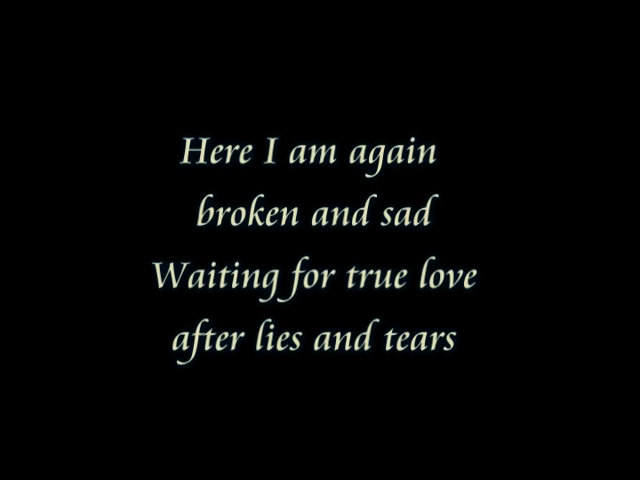 Here I am again
broken and sad
Waiting for true love
after lies and tears